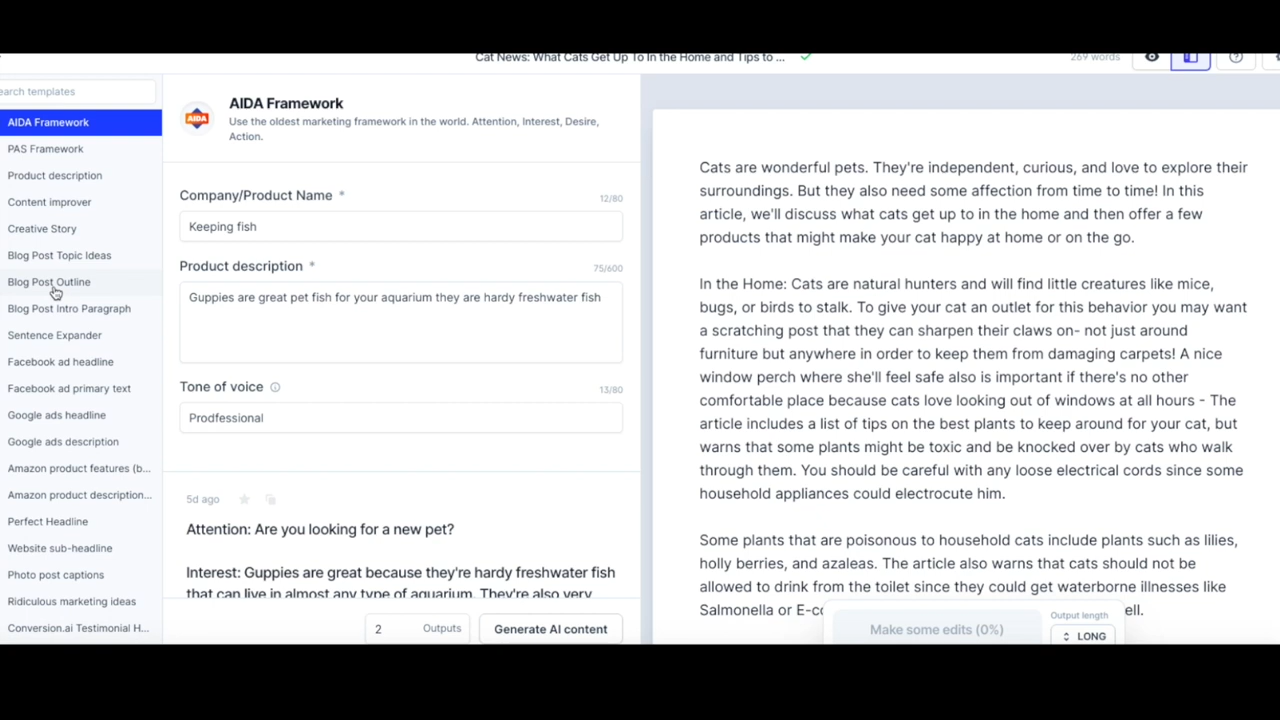 Cat News: What Cats Get Up To In the Home and Tips to ...
269 words
earch templates
AIDA Framework
PAS Framework
Product description
Content improver
Creative Story
Blog Post Topic Ideas
Blog Post Outline
Blog Post Intro Paragraph
Sentence Expander
Facebook ad headline
Facebook ad primary text
Google ads headline
Google ads description
Amazon product features (b...
Amazon product description...
Perfect Headline
Website sub-headline
Photo post captions
Ridiculous marketing ideas
Conversion.ai Testimonial H...
AIDA
AIDA Framework
Use the oldest marketing framework in the world. Attention, Interest, Desire,
Action.
Company/Product Name *
12/80
Keeping fish
Product description *
75/600
Guppies are great pet fish for your aquarium they are hardy freshwater fish
Tone of voice
13/80
Prodfessional
5d ago
Attention: Are you looking for a new pet?
Interest: Guppies are great because they're hardy freshwater fish
that can live in almost any type of aquarium. They're also very
2 Outputs
Generate AI content
Cats are wonderful pets. They're independent, curious, and love to explore their
surroundings. But they also need some affection from time to time! In this
article, we'll discuss what cats get up to in the home and then offer a few
products that might make your cat happy at home or on the go.
In the Home: Cats are natural hunters and will find little creatures like mice,
bugs, or birds to stalk. To give your cat an outlet for this behavior you may want
a scratching post that they can sharpen their claws on- not just around
furniture but anywhere in order to keep them from damaging carpets! A nice
window perch where she'll feel safe also is important if there's no other
comfortable place because cats love looking out of windows at all hours - The
article includes a list of tips on the best plants to keep around for your cat, but
warns that some plants might be toxic and be knocked over by cats who walk
through them. You should be careful with any loose electrical cords since some
household appliances could electrocute him.
Some plants that are poisonous to household cats include plants such as lilies,
holly berries, and azaleas. The article also warns that cats should not be
allowed to drink from the toilet since they could get waterborne illnesses like
Salmonella or E-co ell.
Make some edits (0%)
Output length
LONG